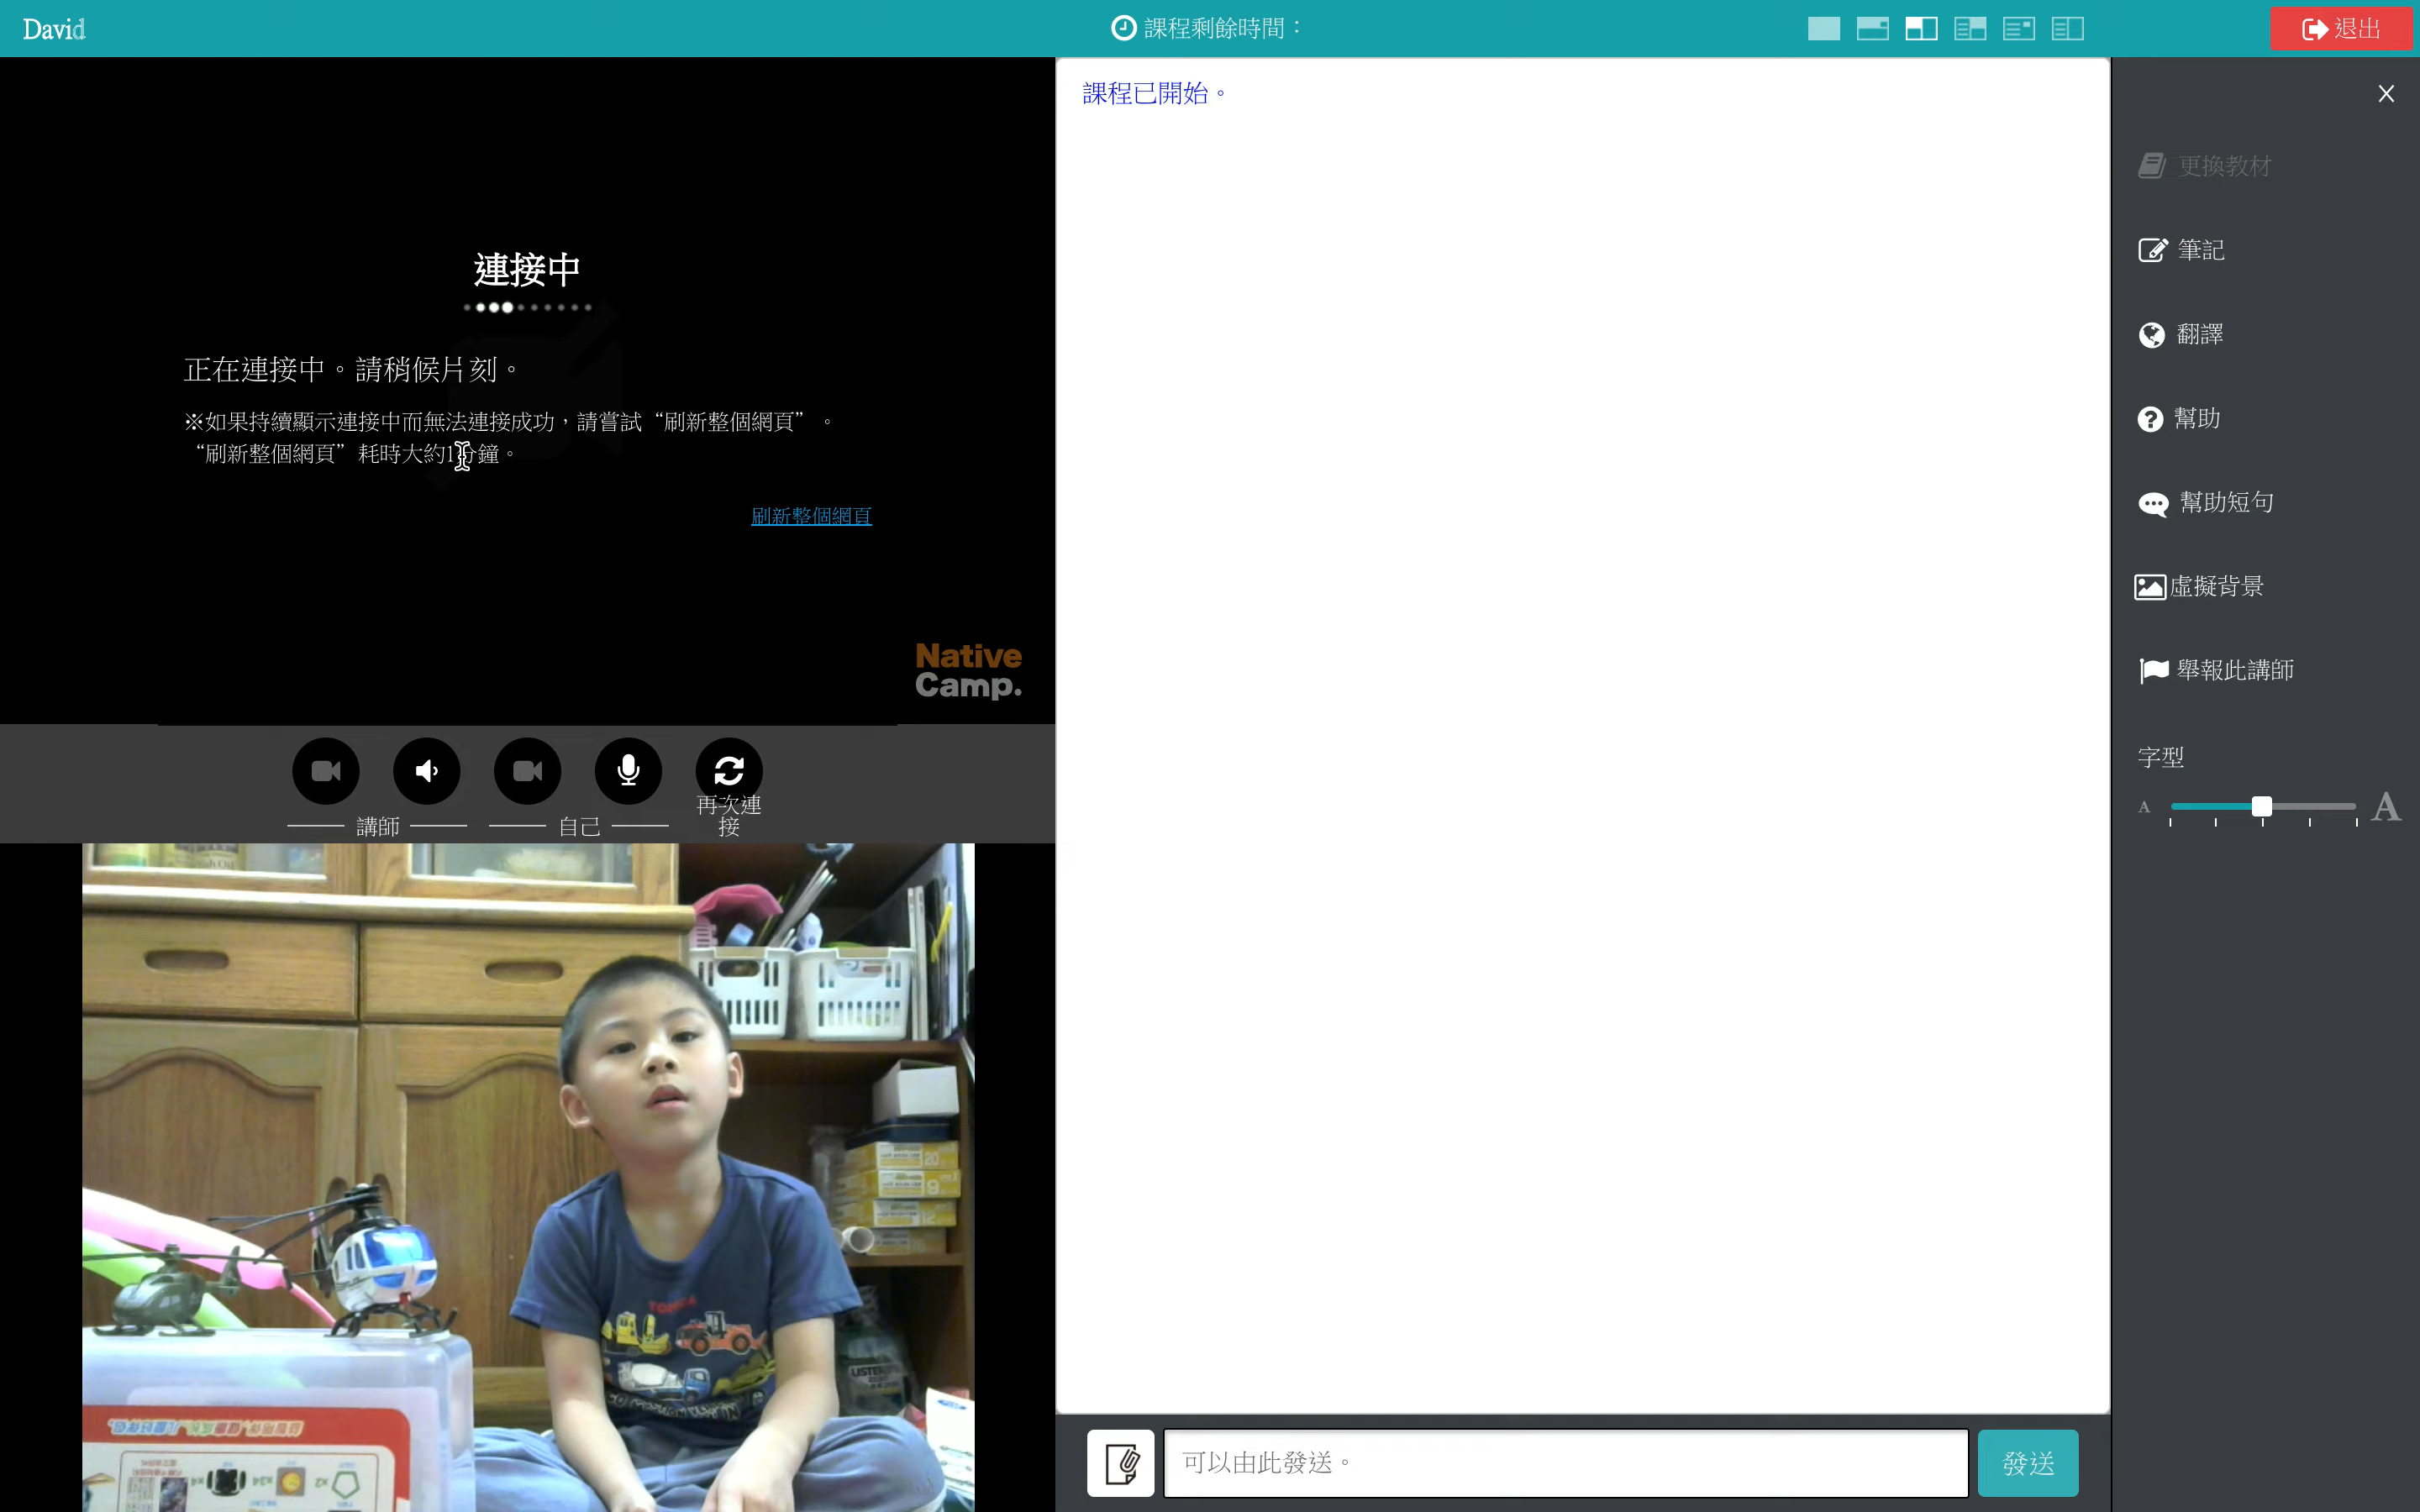 David
課程剩餘時間：
退出
連接中
正在連接中。請稍候片刻。
※如果持續顯示連接中而無法連接成功，請嘗試“刷新整個網頁”。
“刷新整個網頁”耗時大約1分鐘。
刷新整個網頁
Native
Camp.
講師
自己
再次連
接
課程已開始。
可以由此發送。
發送
更換教材
筆記
翻譯
幫助
幫助短句
虛擬背景
舉報此講師
字型
A
A
20
9
12